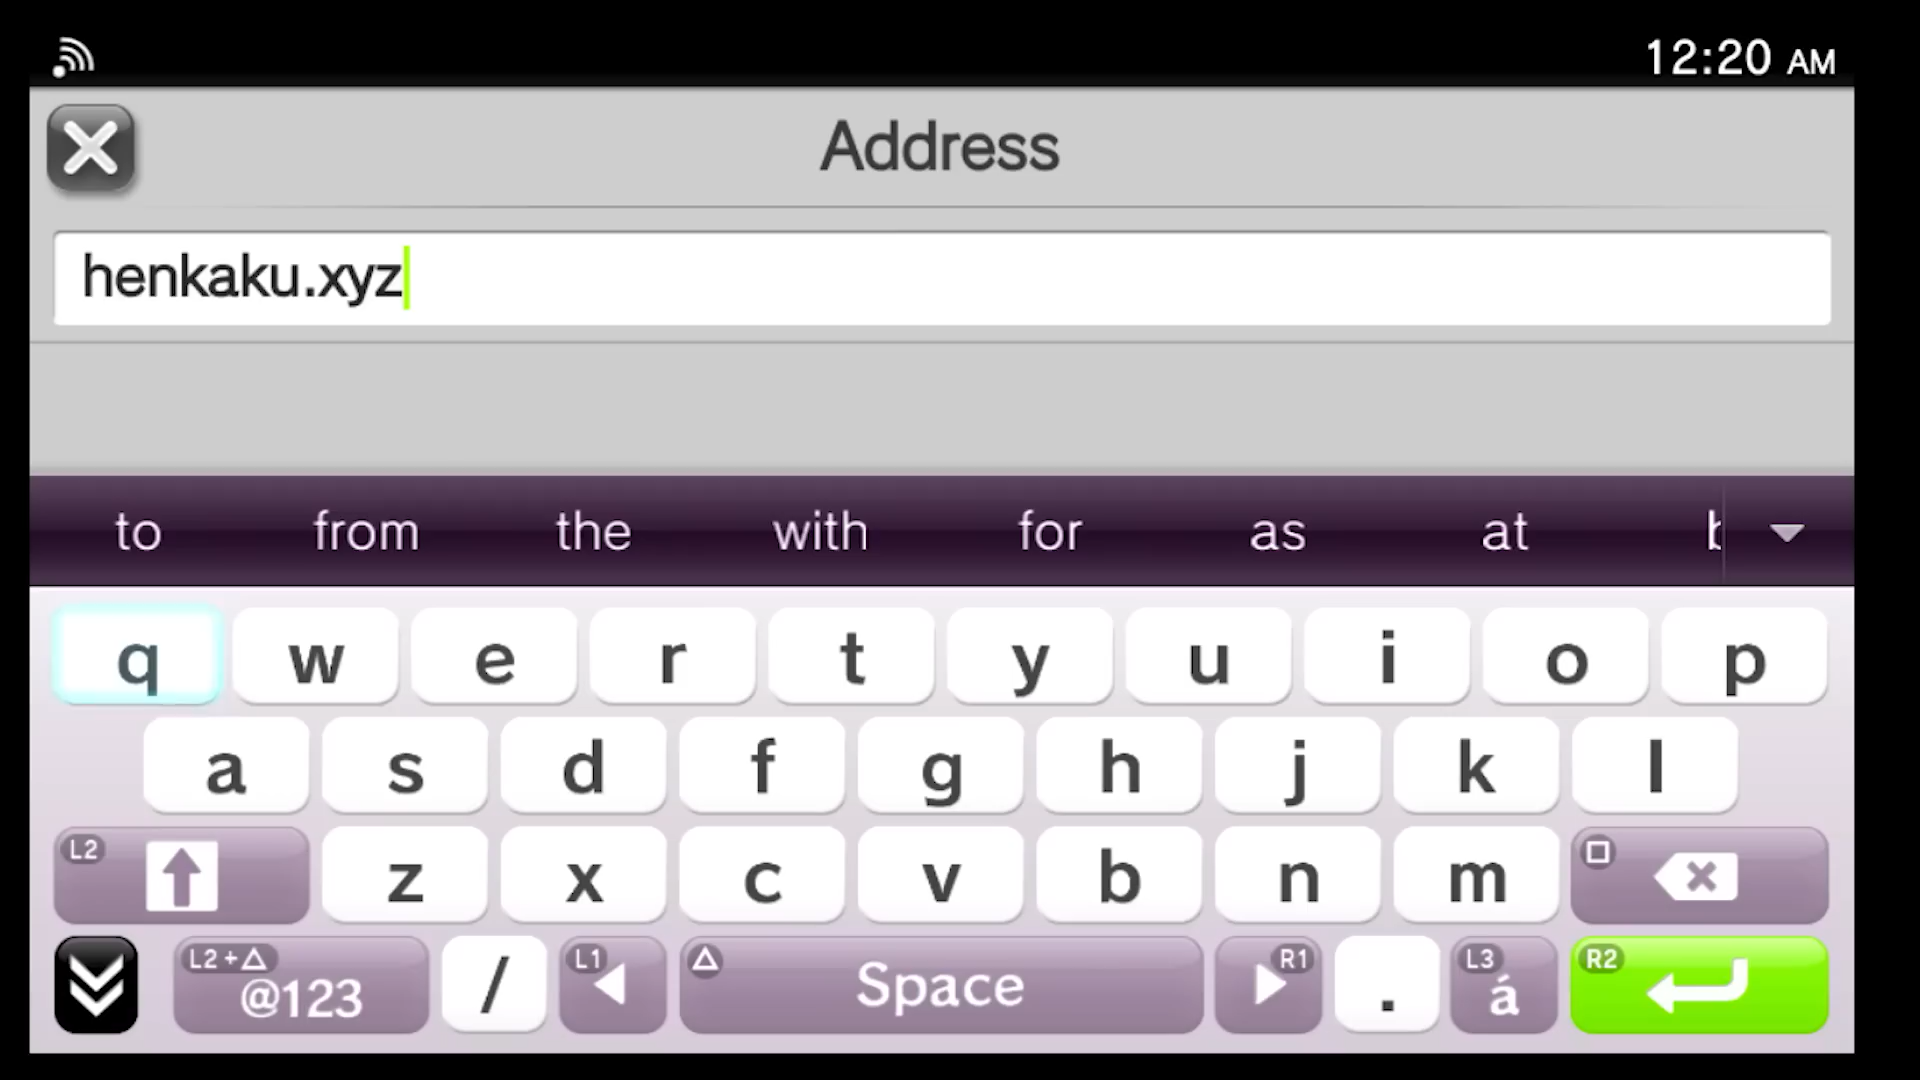 12:20 AM
Address
henkaku.xyz
to from the with for as at
q w e r t y u i o p
a s d f g h j k l
L2 z x c v b n m
L2+△ @123 / L1 △ Space R1 . L3 á R2